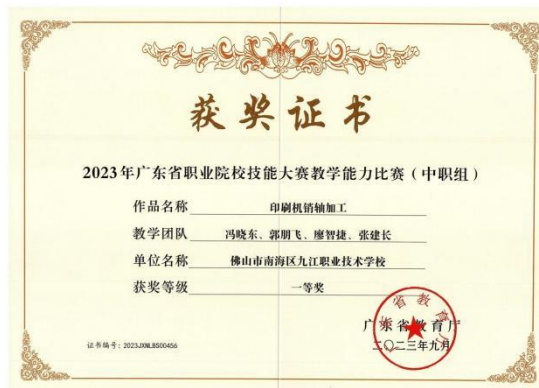 获奖证书
2023年广东省职业院校技能大赛教学能力比赛（中职组）
作品名称 印刷机销轴加工
教学团队 冯晓东、郭朋飞、廖智捷、张建长
单位名称 佛山市南海区九江职业技术学校
获奖等级 一等奖
广东省教育厅
证书编号：2023JXNLBS00456
二〇二三年九月